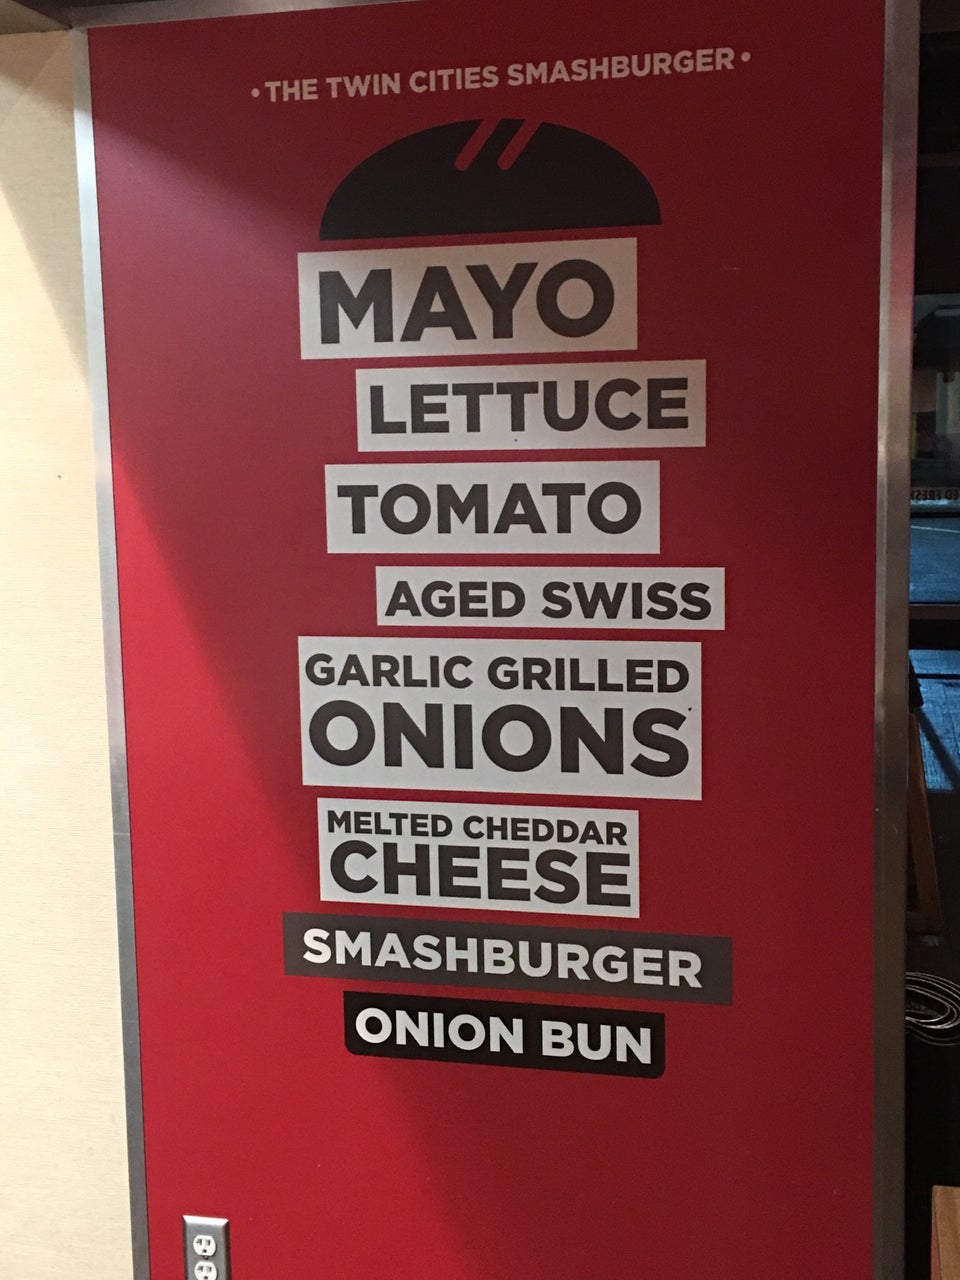 • THE TWIN CITIES SMASHBURGER •
MAYO
LETTUCE
TOMATO
AGED SWISS
GARLIC GRILLED
ONIONS
MELTED CHEDDAR
CHEESE
SMASHBURGER
ONION BUN